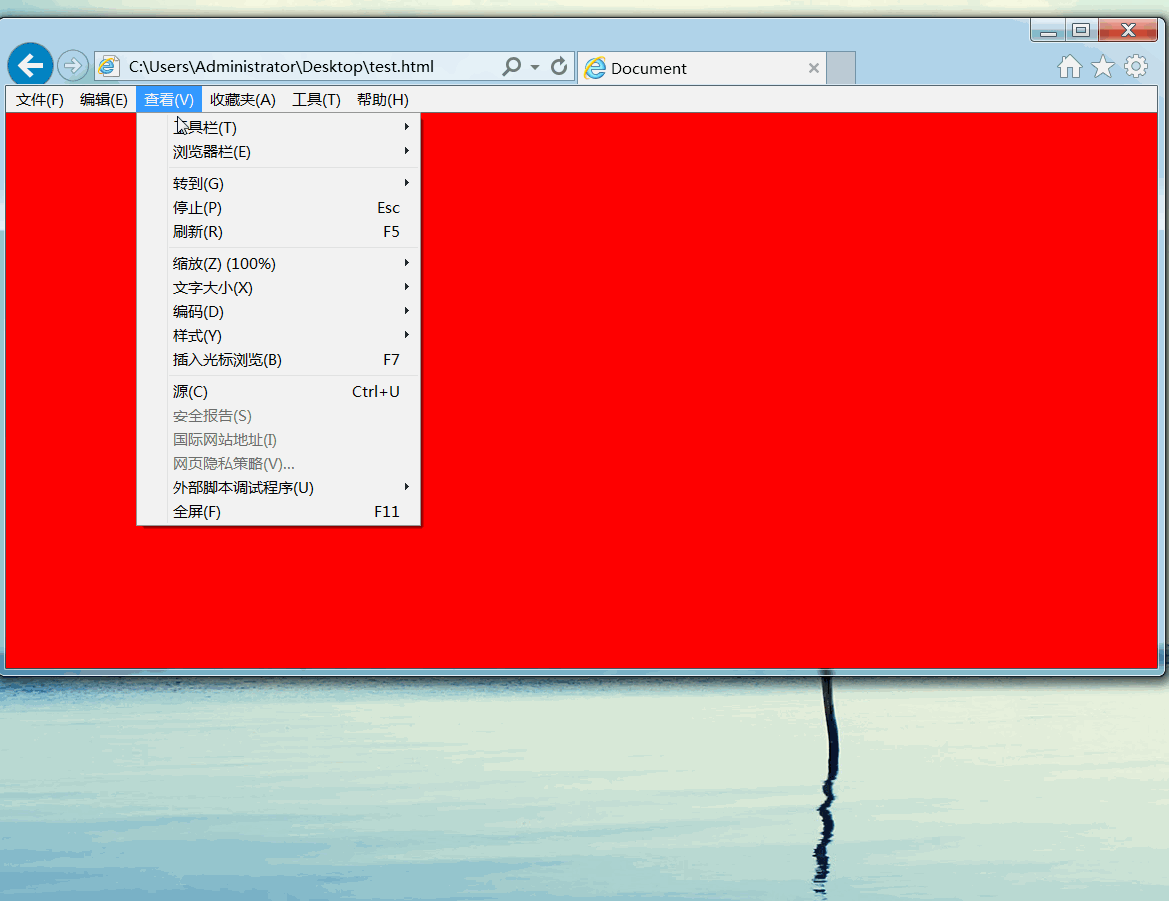 C:\Users\Administrator\Desktop\test.html Document
文件(F) 编辑(E) 查看(V) 收藏夹(A) 工具(T) 帮助(H)
工具栏(T)
浏览器栏(E)
转到(G)
停止(P) Esc
刷新(R) F5
缩放(Z) (100%)
文字大小(X)
编码(D)
样式(Y)
插入光标浏览(B) F7
源(C) Ctrl+U
安全报告(S)
国际网站地址(I)
网页隐私策略(V)...
外部脚本调试程序(U)
全屏(F) F11